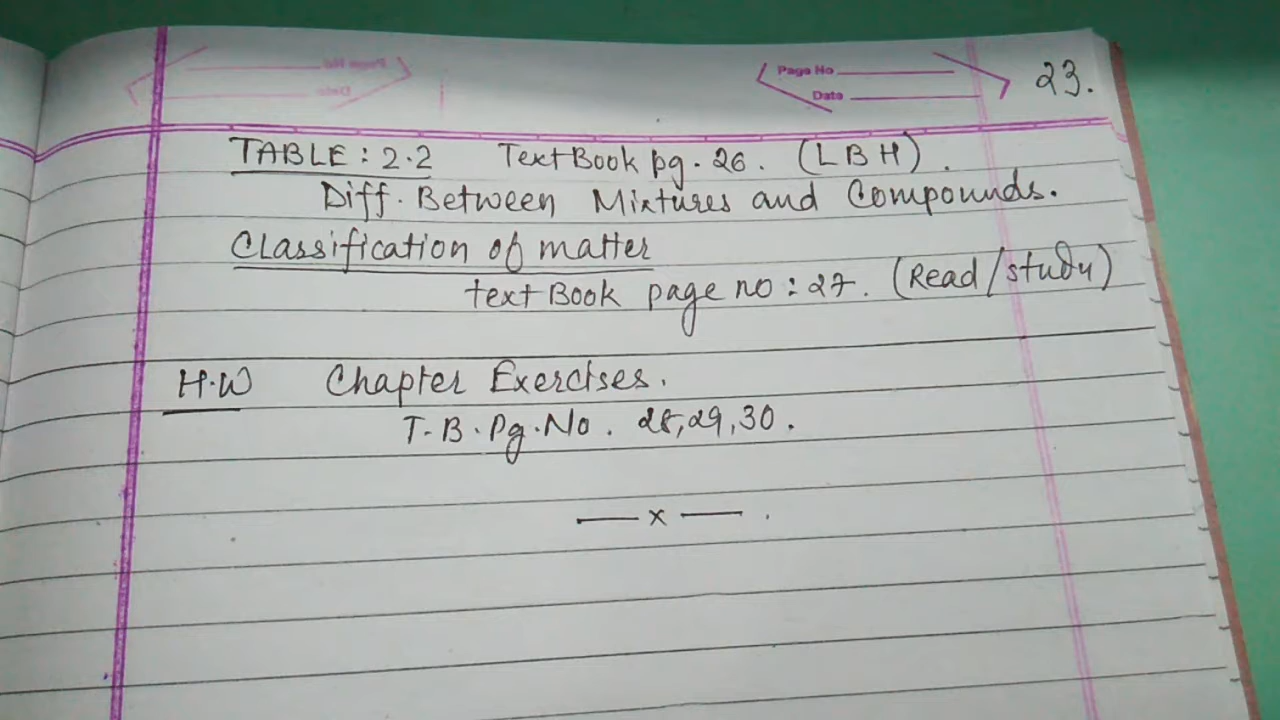 Page No
Date
23.
TABLE : 2.2 Text Book pg. 26. (LBH).
Diff. Between Mixtures and Compounds.
Classification of matter
text Book page no : 27. (Read/study)
H.W Chapter Exercises.
T.B. Pg. No. 28, 29, 30.
— x — .